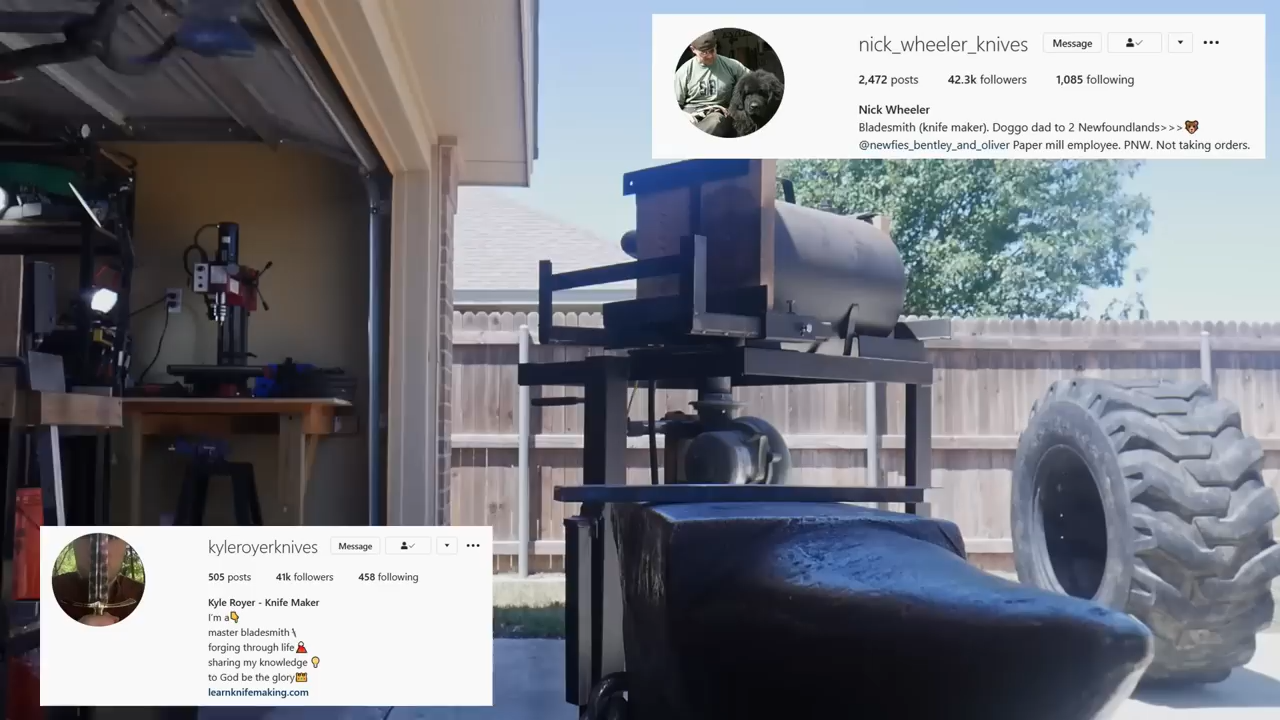 nick_wheeler_knives Message
2,472 posts 42.3k followers 1,085 following
Nick Wheeler
Bladesmith (knife maker). Doggo dad to 2 Newfoundlands>>>🐻
@newfies_bentley_and_oliver Paper mill employee. PNW. Not taking orders.
kyleroyerknives Message
505 posts 41k followers 458 following
Kyle Royer - Knife Maker
I'm a👇
master bladesmith
forging through life
sharing my knowledge 💡
to God be the glory👑
learnknifemaking.com